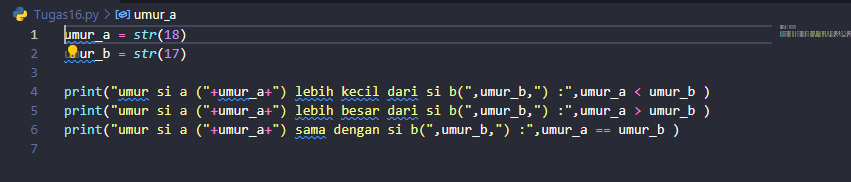 Tugas16.py > umur_a
1 umur_a = str(18)
2 umur_b = str(17)
3
4 print("umur si a ("+umur_a+") lebih kecil dari si b(",umur_b,") :",umur_a < umur_b )
5 print("umur si a ("+umur_a+") lebih besar dari si b(",umur_b,") :",umur_a > umur_b )
6 print("umur si a ("+umur_a+") sama dengan si b(",umur_b,") :",umur_a == umur_b )
7